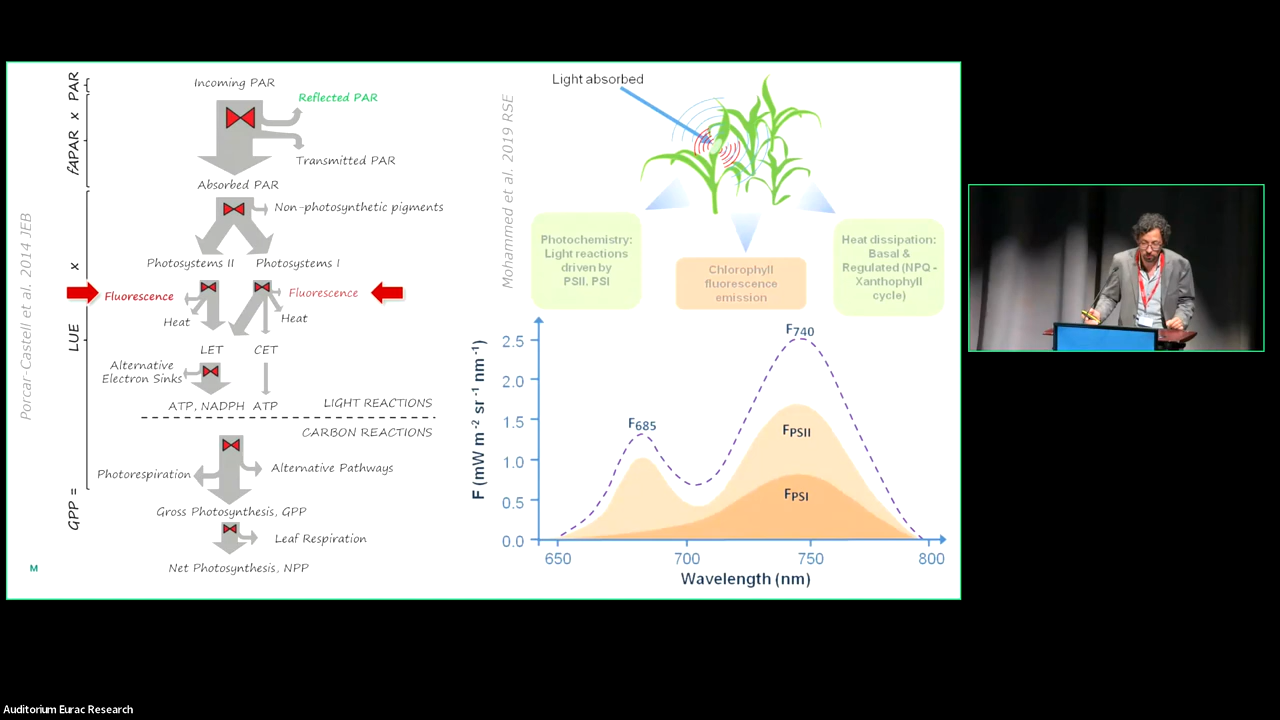 Incoming PAR
Reflected PAR
Transmitted PAR
Absorbed PAR
Non-photosynthetic pigments
Photosystems II
Photosystems I
Fluorescence
Fluorescence
Heat
Heat
LET
CET
Alternative
Electron Sinks
ATP, NADPH
ATP
LIGHT REACTIONS
CARBON REACTIONS
Photorespiration
Alternative Pathways
Gross Photosynthesis, GPP
Leaf Respiration
Net Photosynthesis, NPP
GPP = LUE x fAPAR x PAR
Porcar-Castell et al. 2014 JEB
M
Light absorbed
Mohammed et al. 2019 RSE
Photochemistry:
Light reactions
driven by
PSII, PSI
Chlorophyll
fluorescence
emission
Heat dissipation:
Basal &
Regulated (NPQ -
Xanthophyll
cycle)
F (mW m-2 sr-1 nm-1)
2.5
2.0
1.5
1.0
0.5
0.0
F685
F740
FPSII
FPSI
650
700
750
800
Wavelength (nm)
Auditorium Eurac Research